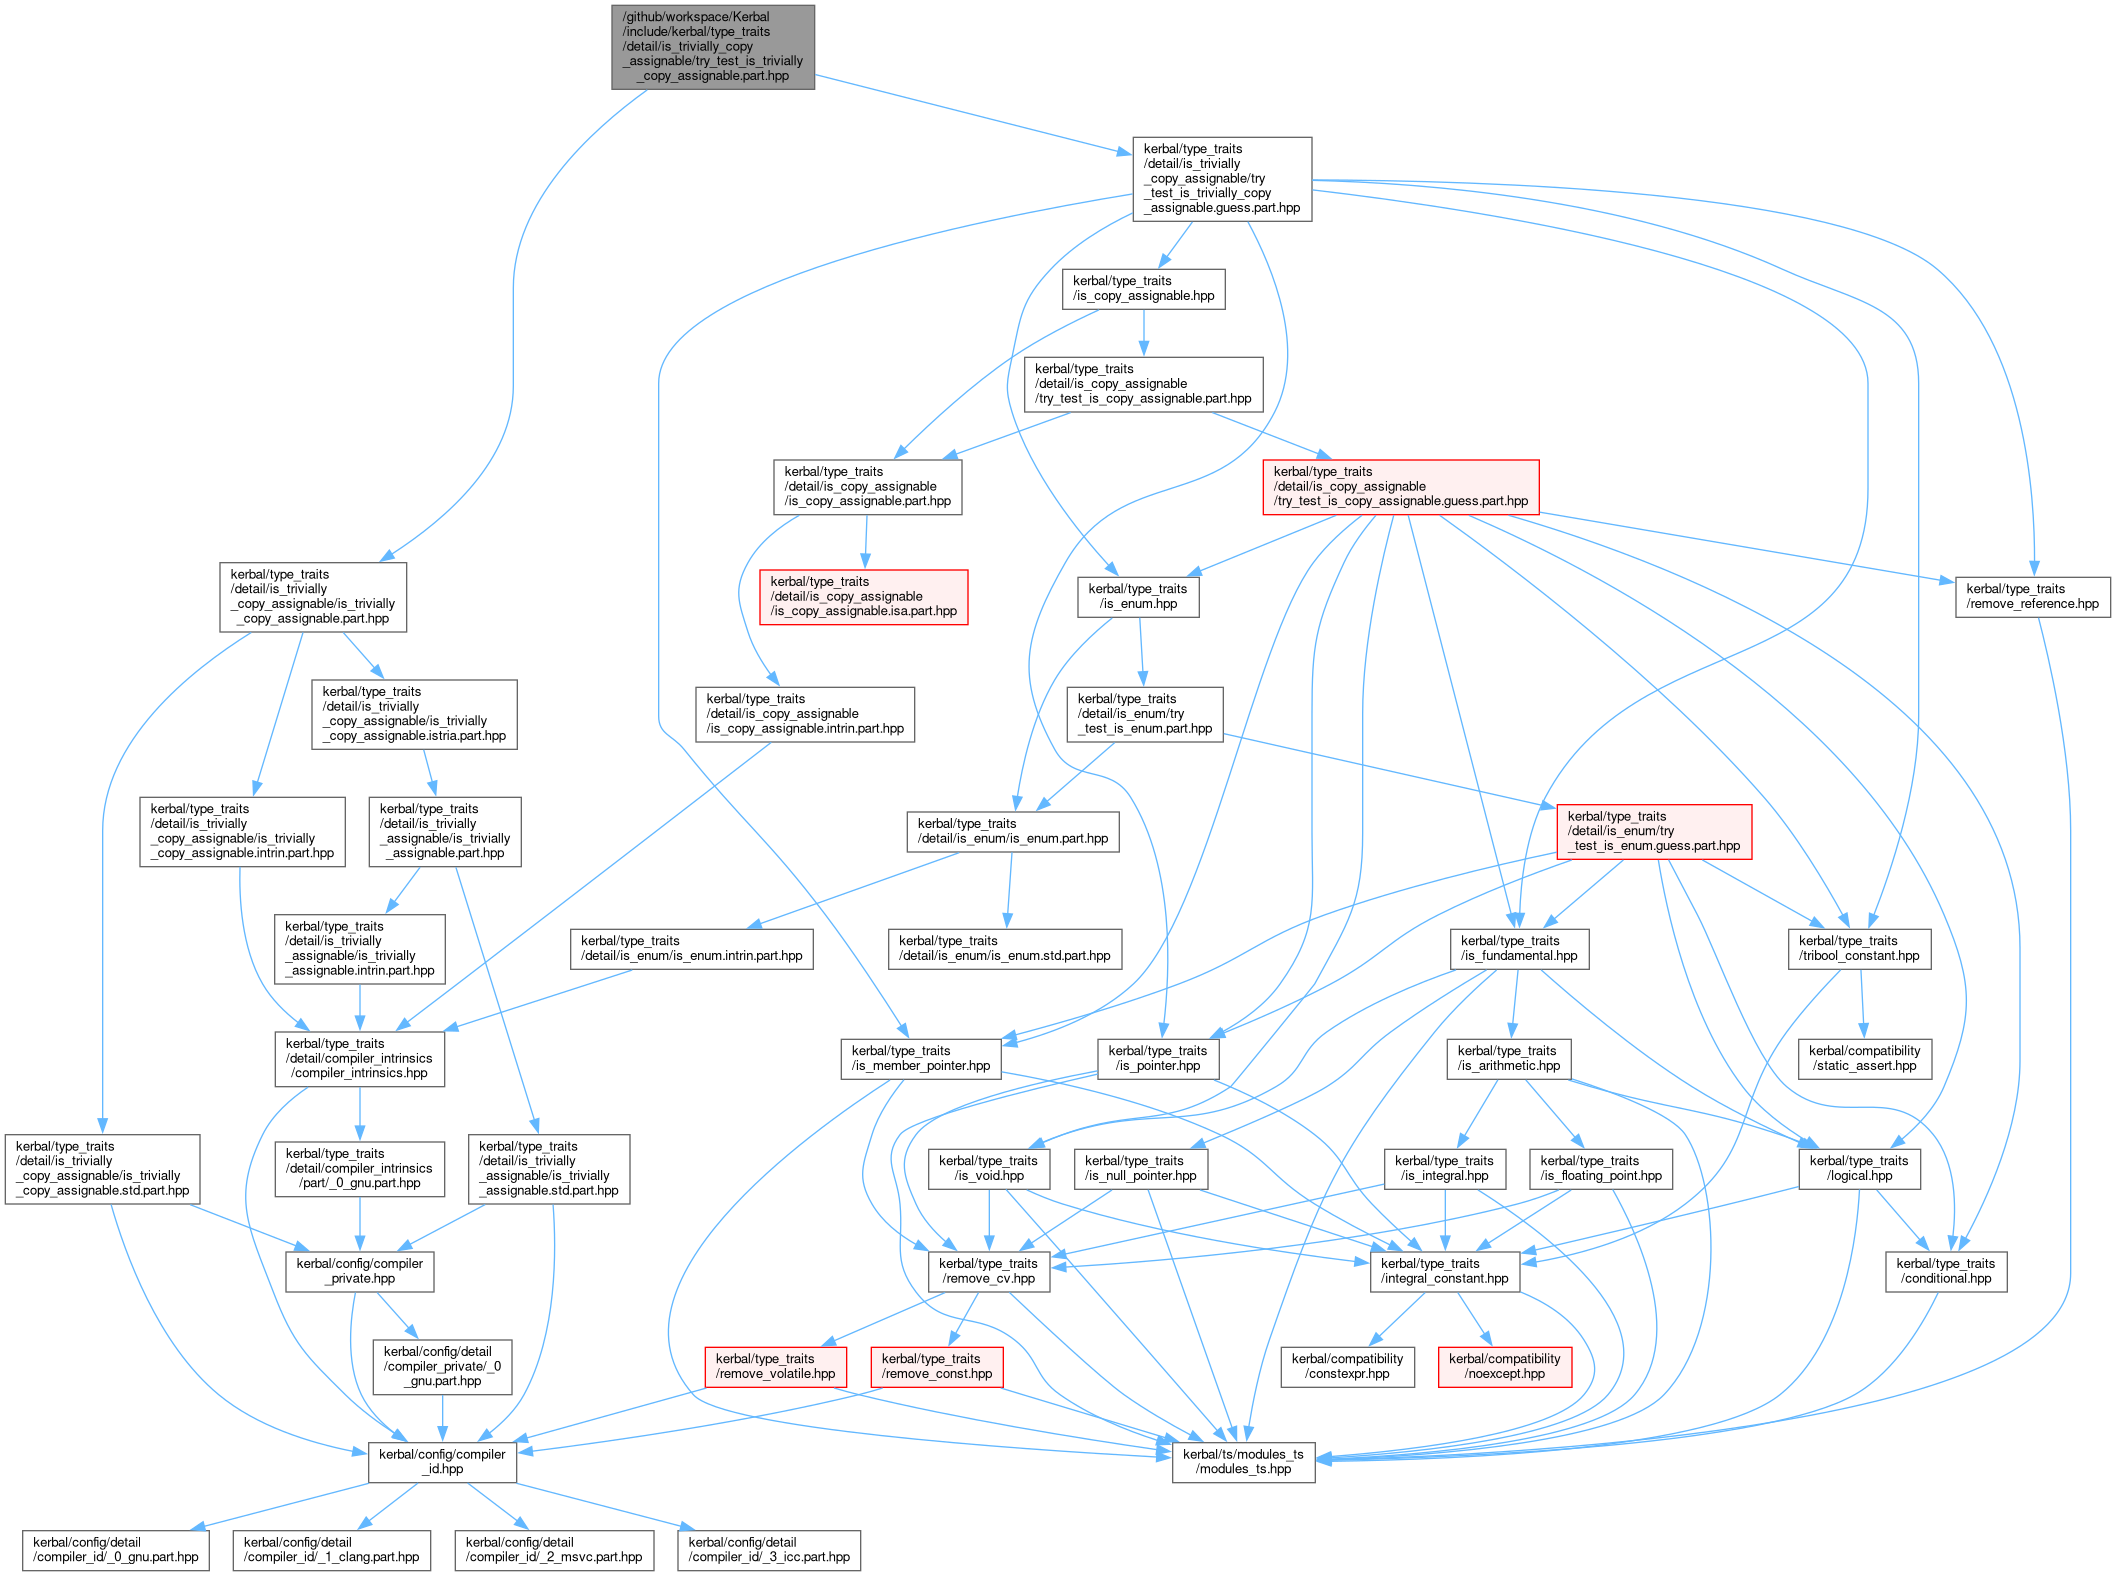 /github/workspace/Kerbal
/include/kerbal/type_traits
/detail/is_trivially_copy
_assignable/try_test_is_trivially
_copy_assignable.part.hpp
kerbal/type_traits
/detail/is_trivially
_copy_assignable/try
_test_is_trivially_copy
_assignable.guess.part.hpp
kerbal/type_traits
/is_copy_assignable.hpp
kerbal/type_traits
/detail/is_copy_assignable
/try_test_is_copy_assignable.part.hpp
kerbal/type_traits
/detail/is_copy_assignable
/is_copy_assignable.part.hpp
kerbal/type_traits
/detail/is_copy_assignable
/try_test_is_copy_assignable.guess.part.hpp
kerbal/type_traits
/detail/is_trivially
_copy_assignable/is_trivially
_copy_assignable.part.hpp
kerbal/type_traits
/detail/is_copy_assignable
/is_copy_assignable.isa.part.hpp
kerbal/type_traits
/is_enum.hpp
kerbal/type_traits
/remove_reference.hpp
kerbal/type_traits
/detail/is_trivially
_copy_assignable/is_trivially
_copy_assignable.istria.part.hpp
kerbal/type_traits
/detail/is_copy_assignable
/is_copy_assignable.intrin.part.hpp
kerbal/type_traits
/detail/is_enum/try
_test_is_enum.part.hpp
kerbal/type_traits
/detail/is_trivially
_copy_assignable/is_trivially
_copy_assignable.intrin.part.hpp
kerbal/type_traits
/detail/is_trivially
_assignable/is_trivially
_assignable.part.hpp
kerbal/type_traits
/detail/is_enum/is_enum.part.hpp
kerbal/type_traits
/detail/is_enum/try
_test_is_enum.guess.part.hpp
kerbal/type_traits
/detail/is_trivially
_assignable/is_trivially
_assignable.intrin.part.hpp
kerbal/type_traits
/detail/is_enum/is_enum.intrin.part.hpp
kerbal/type_traits
/detail/is_enum/is_enum.std.part.hpp
kerbal/type_traits
/is_fundamental.hpp
kerbal/type_traits
/tribool_constant.hpp
kerbal/type_traits
/detail/compiler_intrinsics
/compiler_intrinsics.hpp
kerbal/type_traits
/is_member_pointer.hpp
kerbal/type_traits
/is_pointer.hpp
kerbal/type_traits
/is_arithmetic.hpp
kerbal/compatibility
/static_assert.hpp
kerbal/type_traits
/detail/is_trivially
_copy_assignable/is_trivially
_copy_assignable.std.part.hpp
kerbal/type_traits
/detail/compiler_intrinsics
/part/_0_gnu.part.hpp
kerbal/type_traits
/detail/is_trivially
_assignable/is_trivially
_assignable.std.part.hpp
kerbal/type_traits
/is_void.hpp
kerbal/type_traits
/is_null_pointer.hpp
kerbal/type_traits
/is_integral.hpp
kerbal/type_traits
/is_floating_point.hpp
kerbal/type_traits
/logical.hpp
kerbal/config/compiler
_private.hpp
kerbal/type_traits
/remove_cv.hpp
kerbal/type_traits
/integral_constant.hpp
kerbal/type_traits
/conditional.hpp
kerbal/config/detail
/compiler_private/_0
_gnu.part.hpp
kerbal/type_traits
/remove_volatile.hpp
kerbal/type_traits
/remove_const.hpp
kerbal/compatibility
/constexpr.hpp
kerbal/compatibility
/noexcept.hpp
kerbal/config/compiler
_id.hpp
kerbal/ts/modules_ts
/modules_ts.hpp
kerbal/config/detail
/compiler_id/_0_gnu.part.hpp
kerbal/config/detail
/compiler_id/_1_clang.part.hpp
kerbal/config/detail
/compiler_id/_2_msvc.part.hpp
kerbal/config/detail
/compiler_id/_3_icc.part.hpp